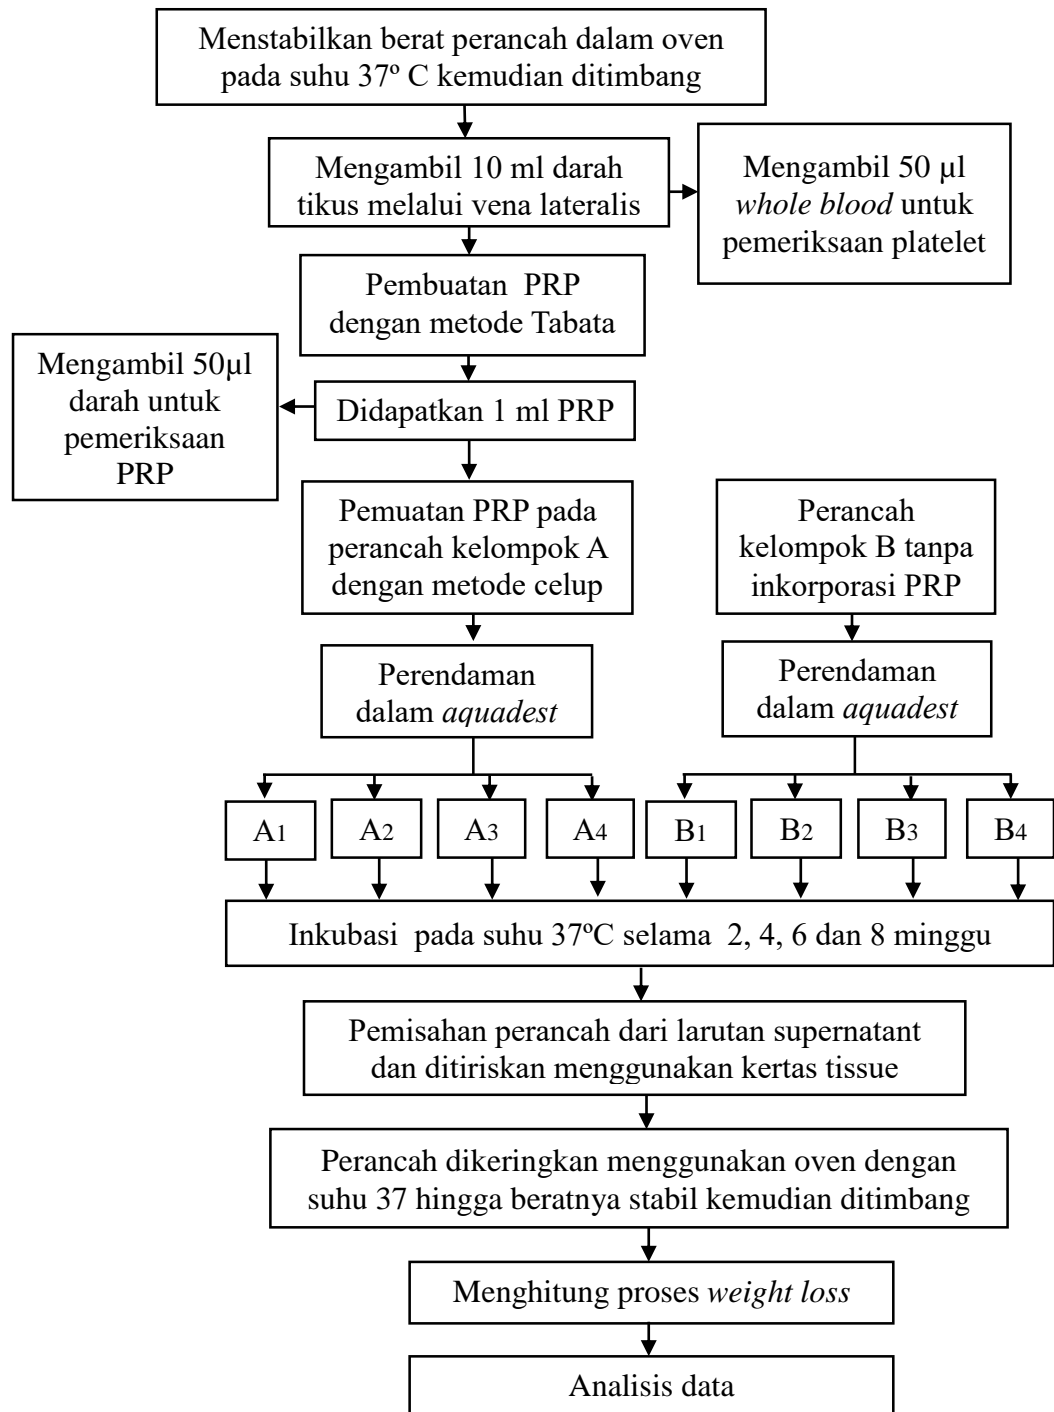 Menstabilkan berat perancah dalam oven
pada suhu 37º C kemudian ditimbang
Mengambil 10 ml darah
tikus melalui vena lateralis
Mengambil 50 µl
whole blood untuk
pemeriksaan platelet
Pembuatan PRP
dengan metode Tabata
Mengambil 50µl
darah untuk
pemeriksaan
PRP
Didapatkan 1 ml PRP
Pemuatan PRP pada
perancah kelompok A
dengan metode celup
Perancah
kelompok B tanpa
inkorporasi PRP
Perendaman
dalam aquadest
Perendaman
dalam aquadest
A1 A2 A3 A4 B1 B2 B3 B4
Inkubasi pada suhu 37ºC selama 2, 4, 6 dan 8 minggu
Pemisahan perancah dari larutan supernatant
dan ditiriskan menggunakan kertas tissue
Perancah dikeringkan menggunakan oven dengan
suhu 37 hingga beratnya stabil kemudian ditimbang
Menghitung proses weight loss
Analisis data